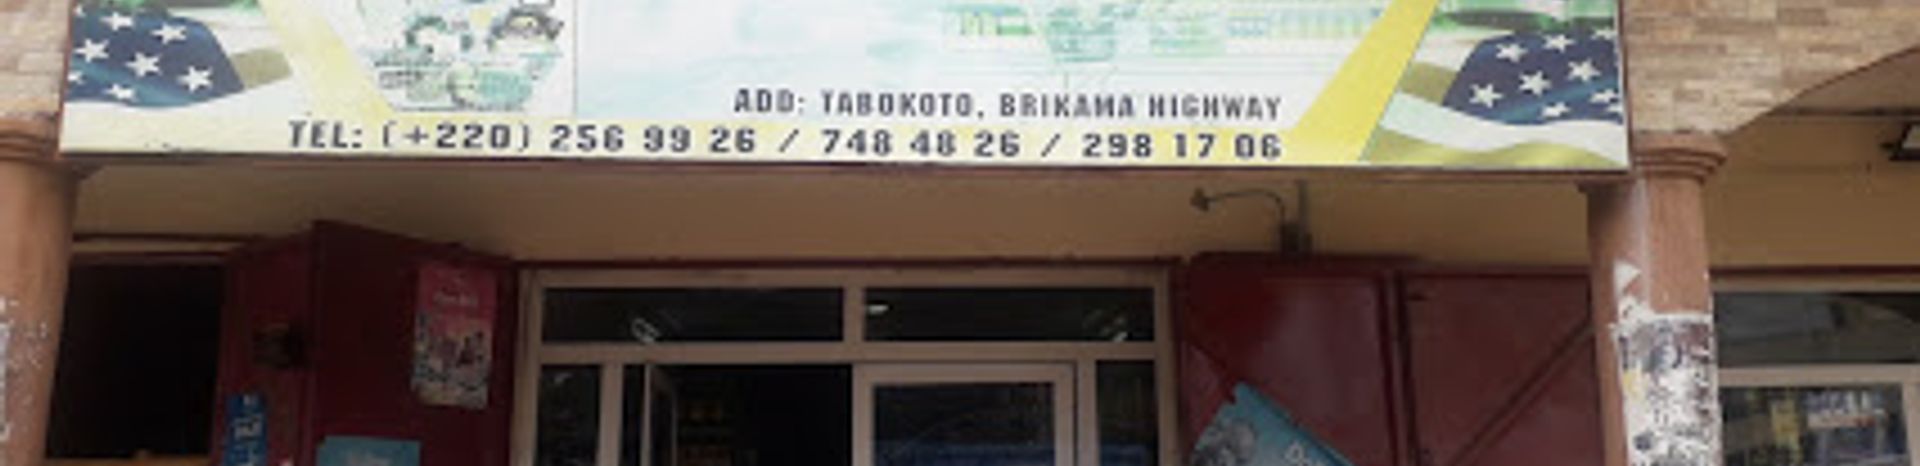 ADD: TABOKOTO, BRIKAMA HIGHWAY
TEL: (+220) 256 99 26 / 748 48 26 / 298 17 06